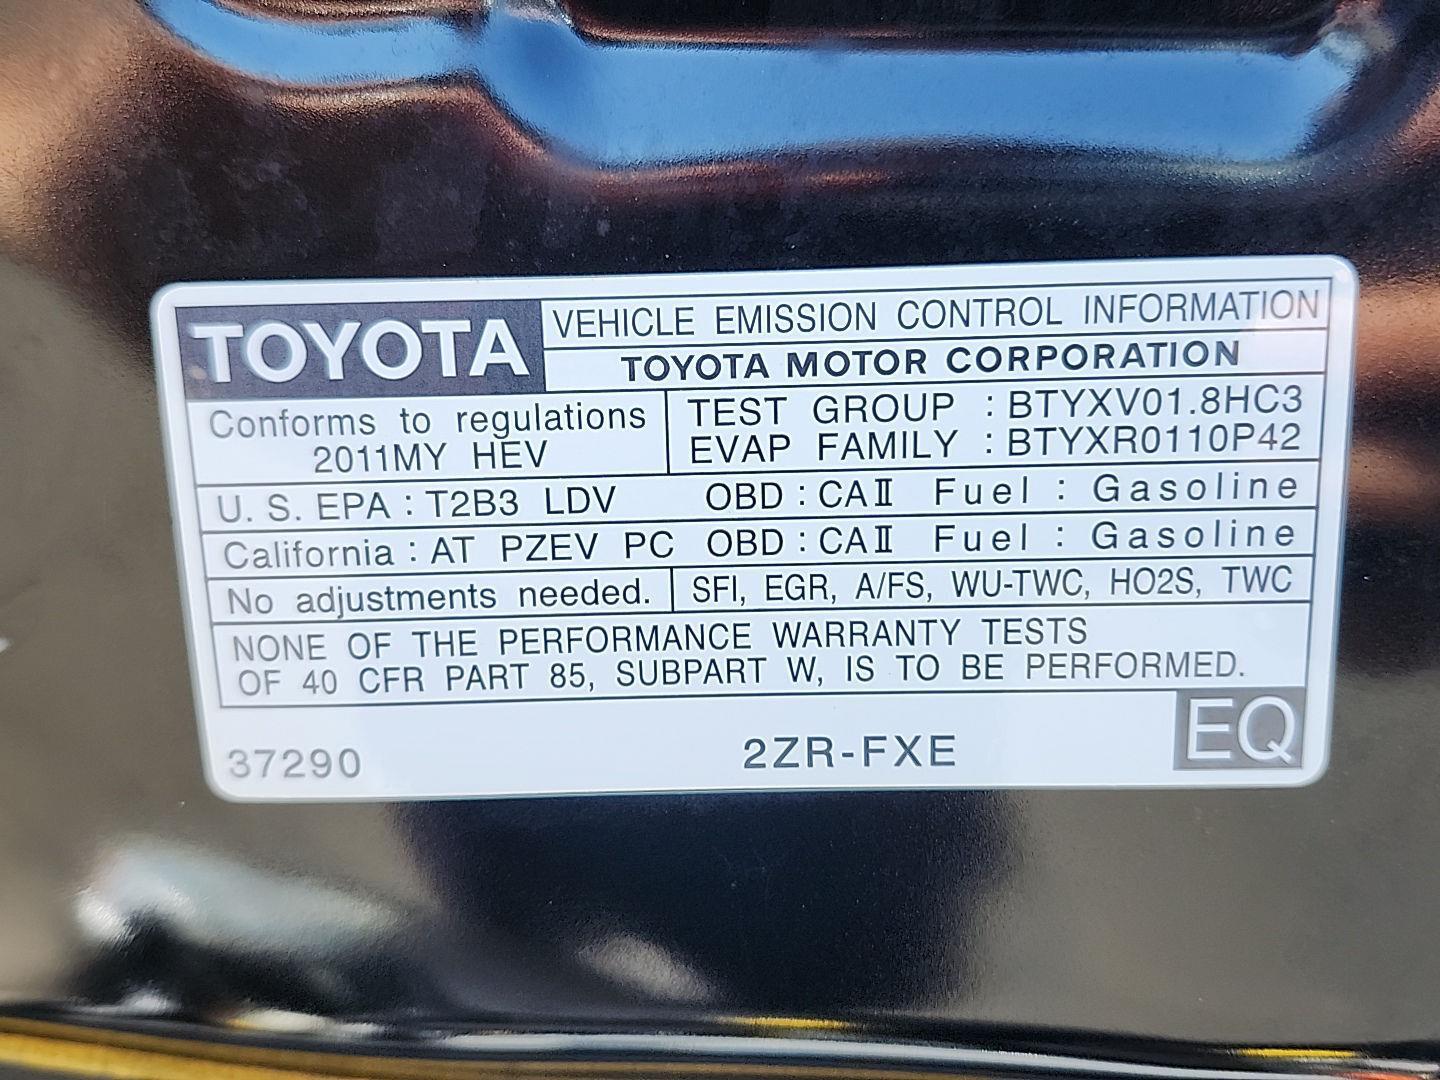 TOYOTA
VEHICLE EMISSION CONTROL INFORMATION
TOYOTA MOTOR CORPORATION
Conforms to regulations
2011MY HEV
TEST GROUP : BTYXV01.8HC3
EVAP FAMILY : BTYXR0110P42
U. S. EPA : T2B3 LDV OBD : CAⅡ Fuel : Gasoline
California : AT PZEV PC OBD : CAⅡ Fuel : Gasoline
No adjustments needed. SFI, EGR, A/FS, WU-TWC, HO2S, TWC
NONE OF THE PERFORMANCE WARRANTY TESTS
OF 40 CFR PART 85, SUBPART W, IS TO BE PERFORMED.
37290 2ZR-FXE EQ